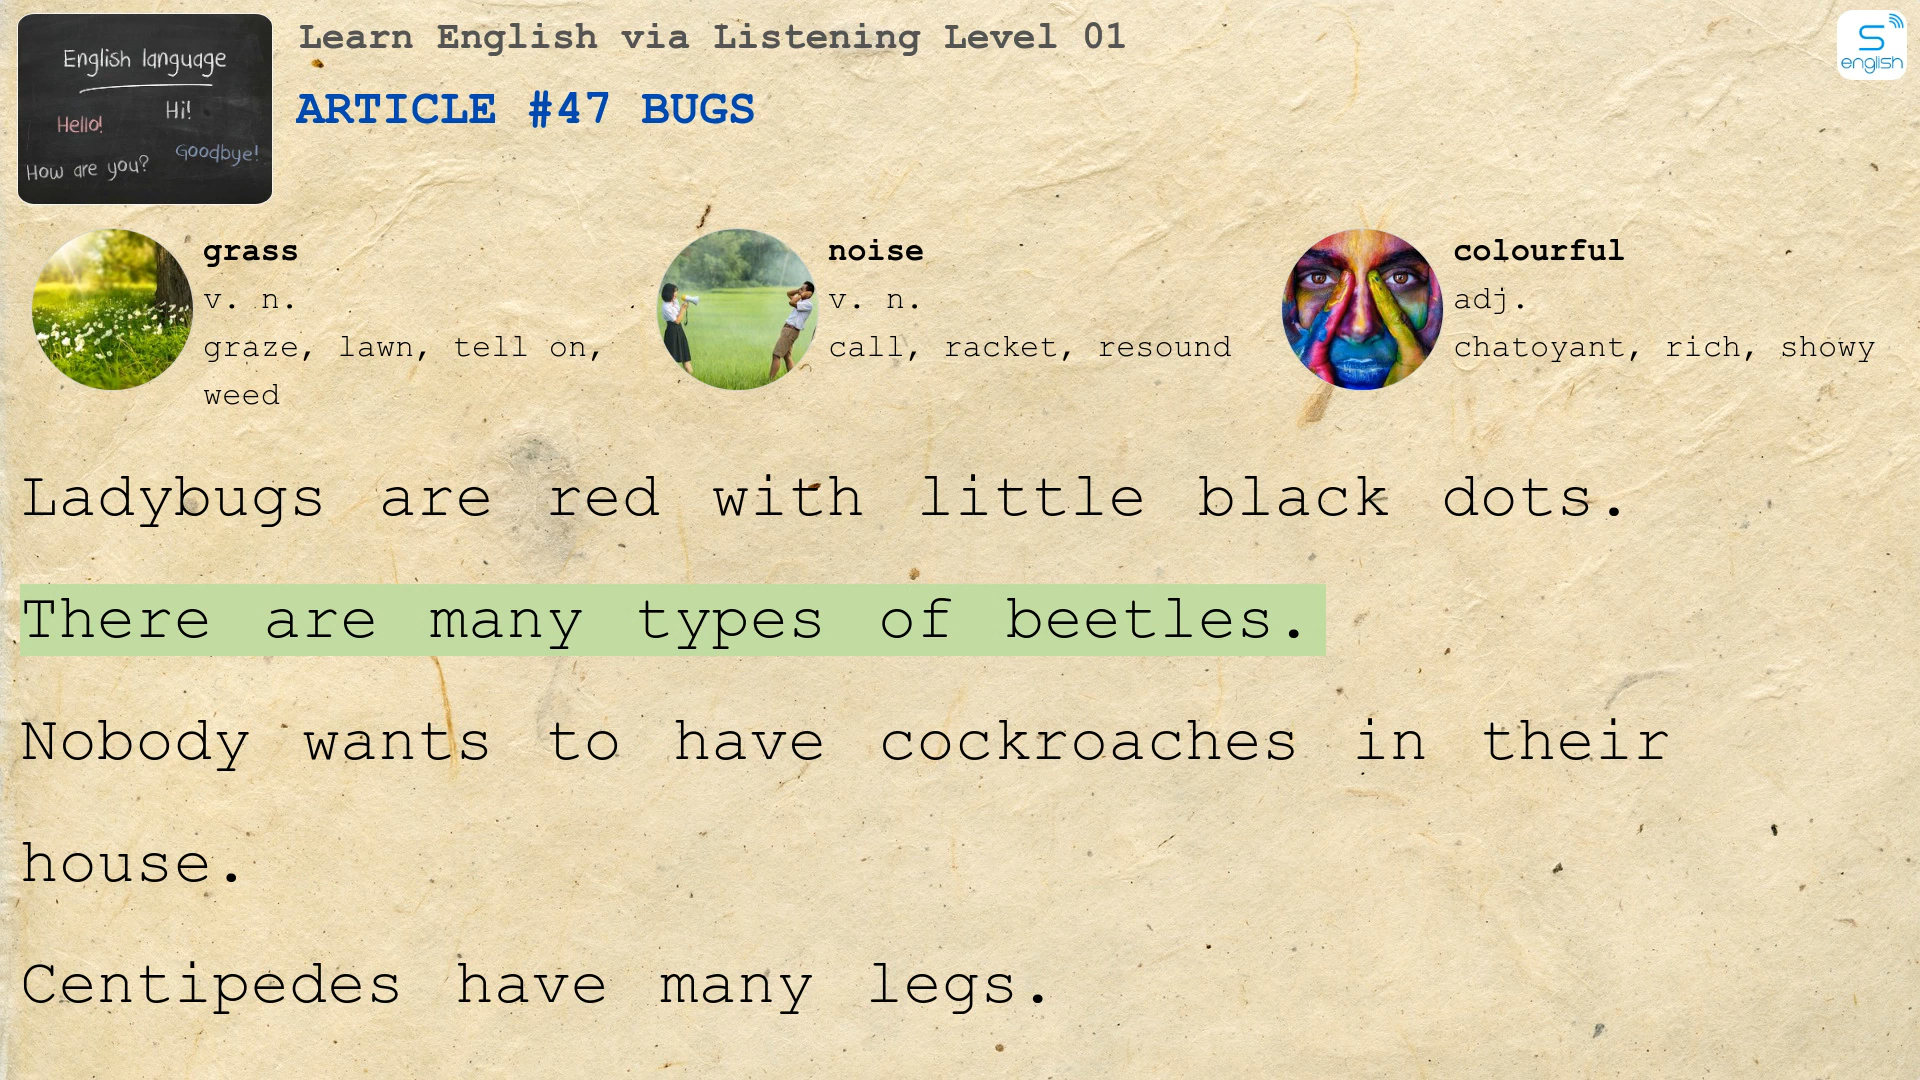 English language
Hi!
Hello!
Goodbye!
How are you?
Learn English via Listening Level 01
ARTICLE #47 BUGS
S
english
grass
v. n.
graze, lawn, tell on,
weed
noise
v. n.
call, racket, resound
colourful
adj.
chatoyant, rich, showy
Ladybugs are red with little black dots.
There are many types of beetles.
Nobody wants to have cockroaches in their
house.
Centipedes have many legs.